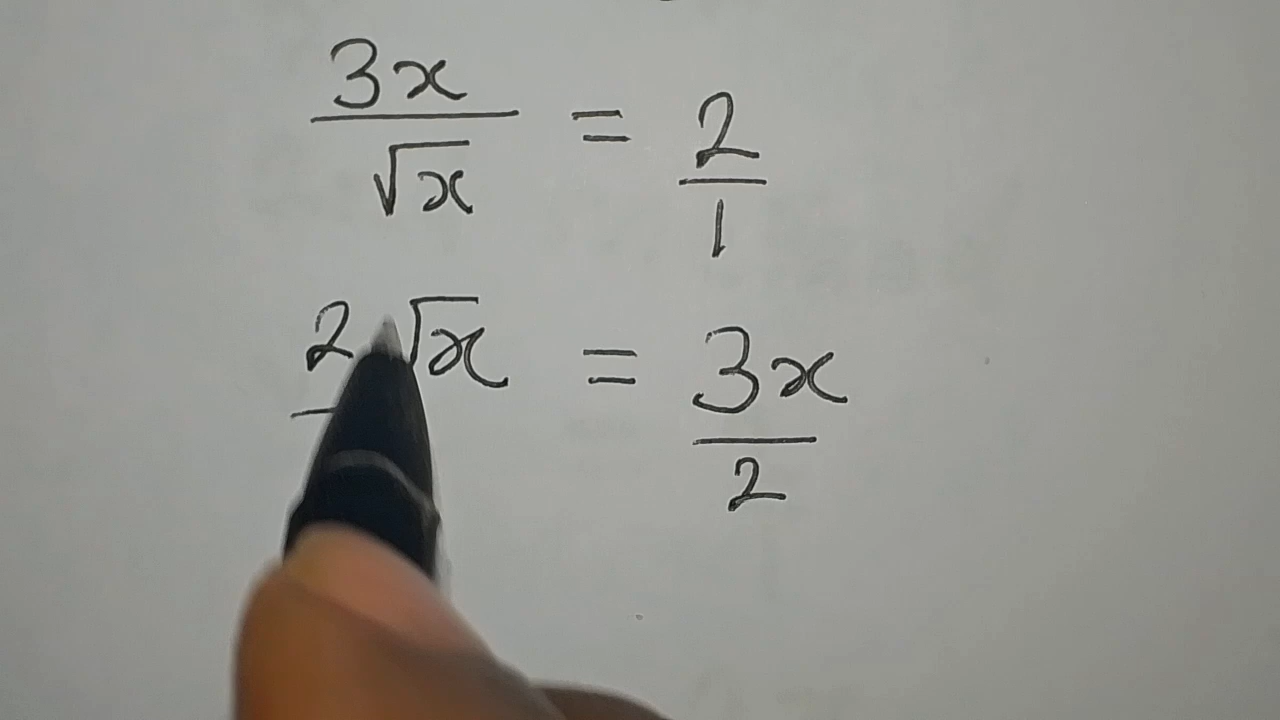 3x/√x = 2/1
2√x = 3x/2